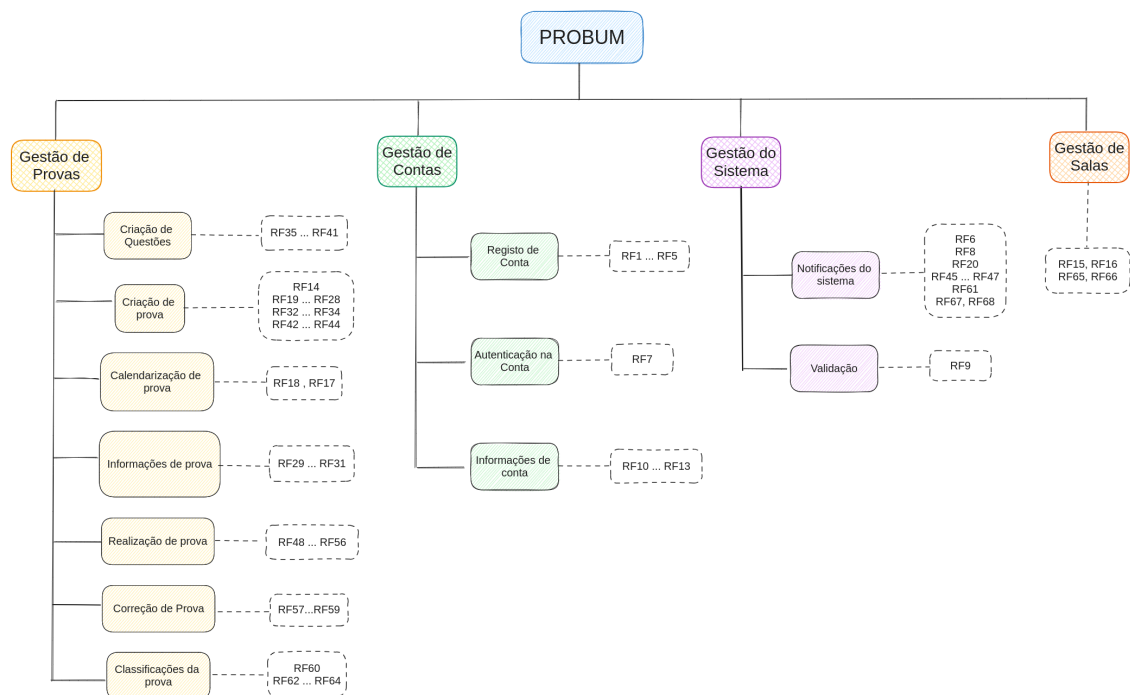 PROBUM
Gestão de
Provas
Criação de
Questões
RF35 ... RF41
Criação de
prova
RF14
RF19 ... RF28
RF32 ... RF34
RF42 ... RF44
Calendarização de
prova
RF18 , RF17
Informações de prova
RF29 ... RF31
Realização de prova
RF48 ... RF56
Correção de Prova
RF57...RF59
Classificações da
prova
RF60
RF62 ... RF64
Gestão de
Contas
Registo de
Conta
RF1 ... RF5
Autenticação na
Conta
RF7
Informações de
conta
RF10 ... RF13
Gestão do
Sistema
Notificações do
sistema
RF6
RF8
RF20
RF45 ... RF47
RF61
RF67, RF68
Validação
RF9
Gestão de
Salas
RF15, RF16
RF65, RF66